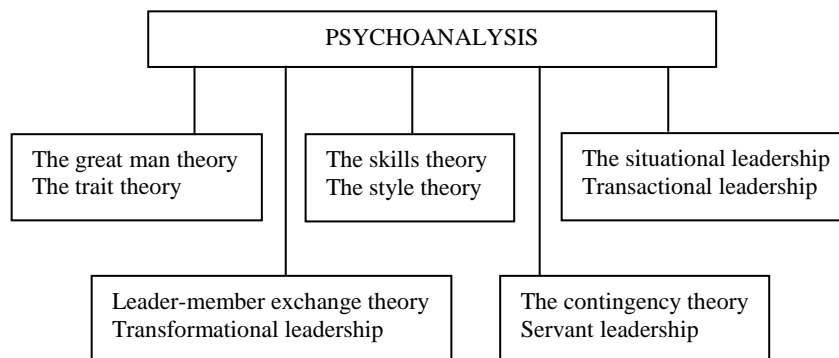 PSYCHOANALYSIS
The great man theory
The trait theory
The skills theory
The style theory
The situational leadership
Transactional leadership
Leader-member exchange theory
Transformational leadership
The contingency theory
Servant leadership